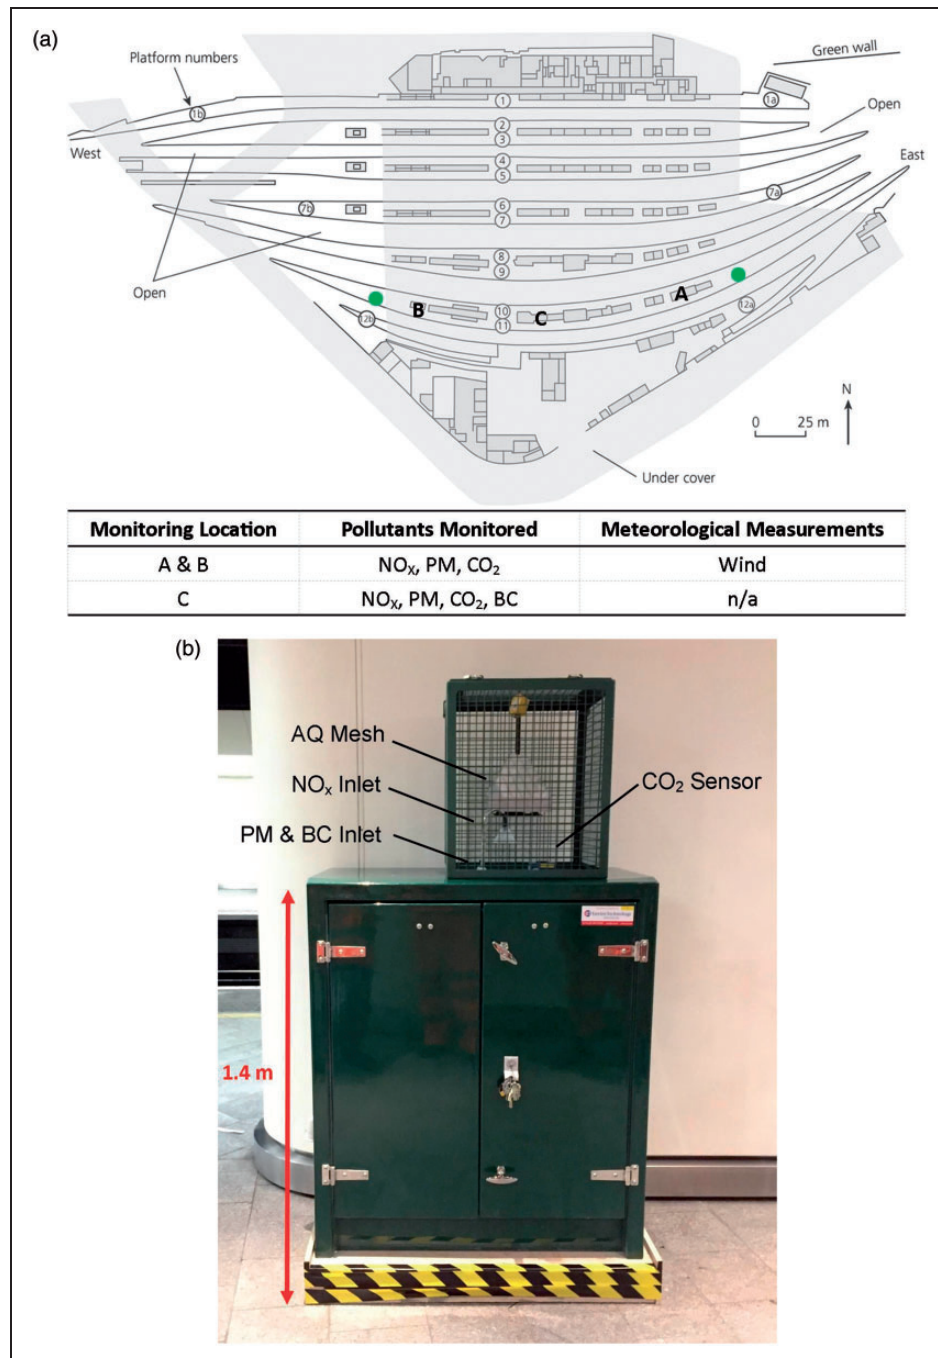 (a)
Platform numbers
Green wall
1b
1
1a
2
3
Open
West
4
5
East
6
7
7b
7a
8
9
Open
A
B
10
C
11
12b
12a
N
0 25 m
Under cover
Monitoring Location Pollutants Monitored Meteorological Measurements
A & B NOX, PM, CO2 Wind
C NOX, PM, CO2, BC n/a
(b)
AQ Mesh
NOx Inlet
CO2 Sensor
PM & BC Inlet
1.4 m